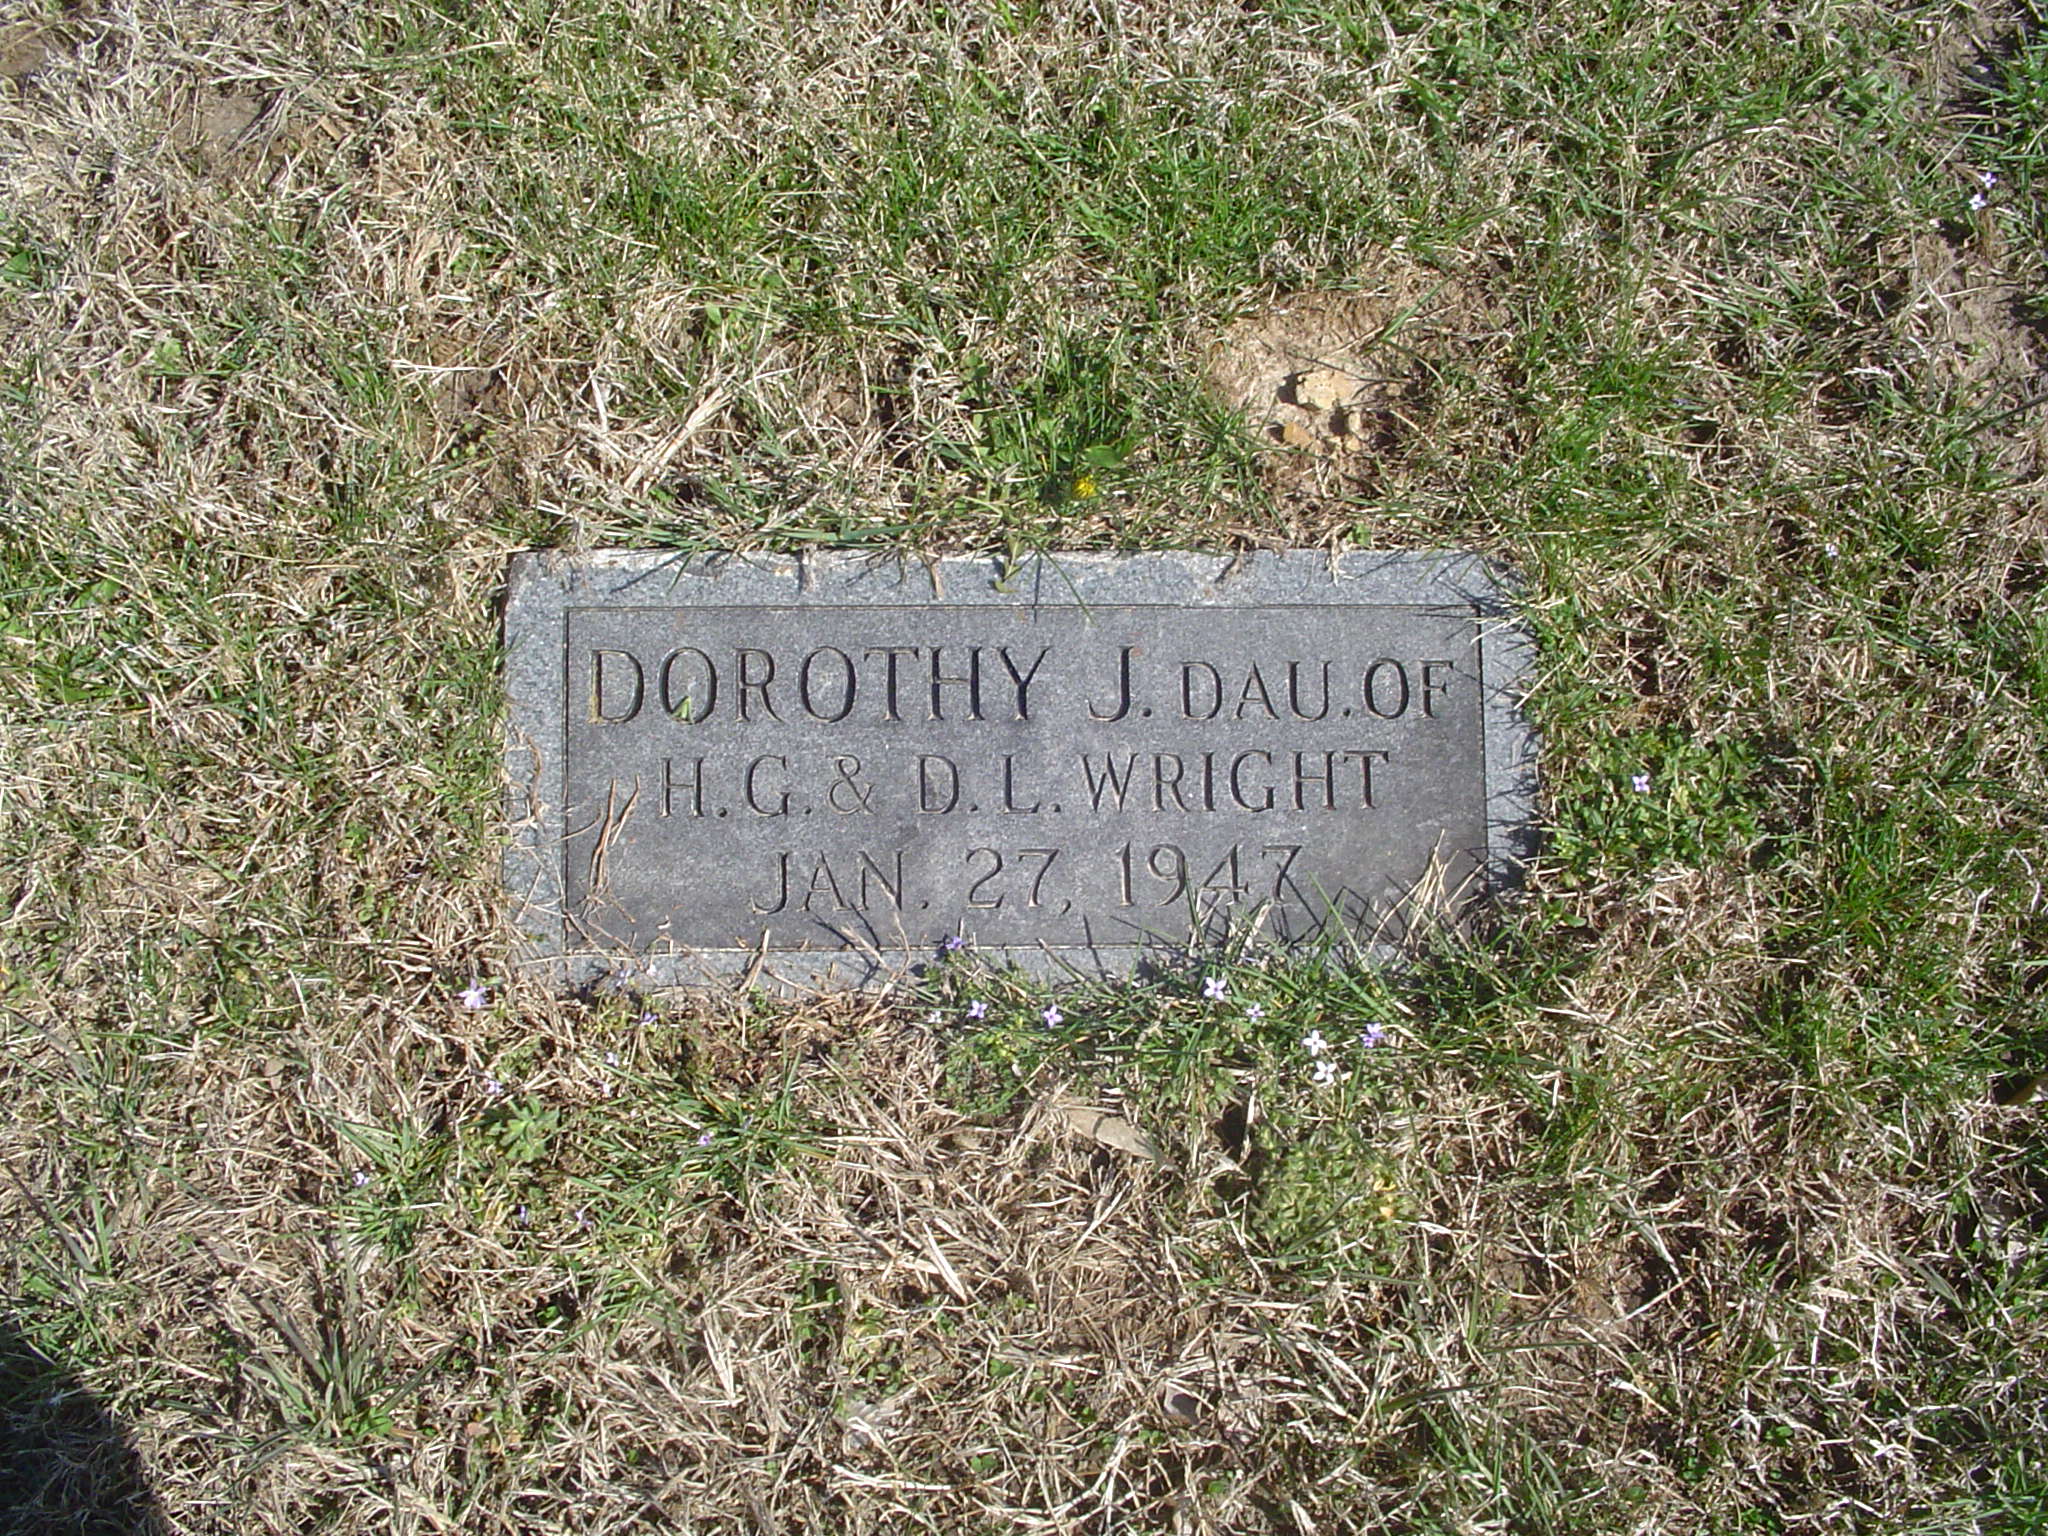 DOROTHY J. DAU. OF
H. G. & D. L. WRIGHT
JAN. 27, 1947